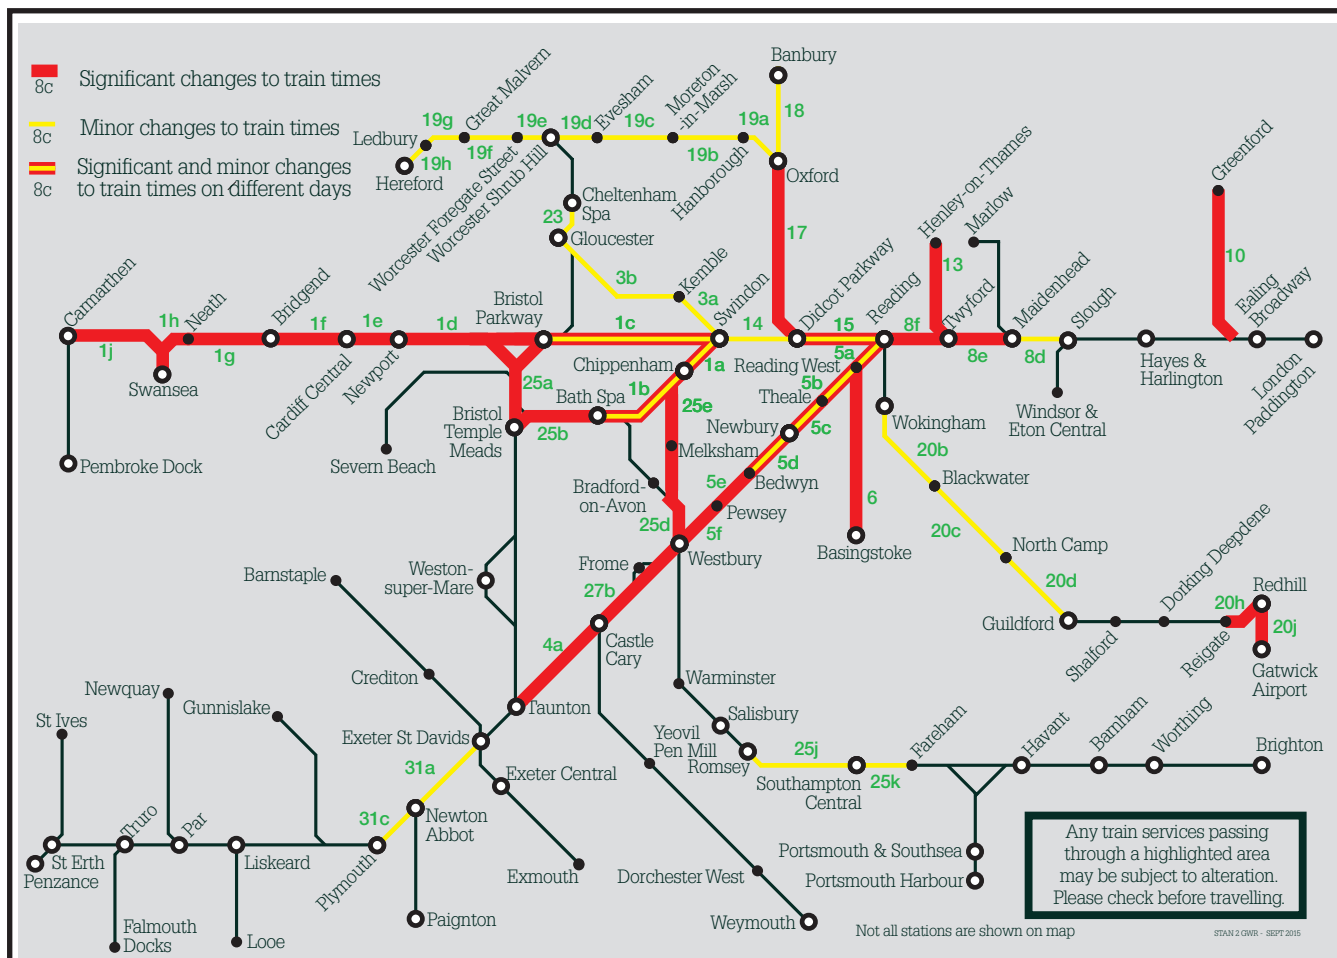 8c
Significant changes to train times
8c
Minor changes to train times
8c
Significant and minor changes
to train times on different days
Banbury
18
Great Malvern
Evesham
Moreton
-in-Marsh
19g
19e
19d
19c
19a
Ledbury
19h
19f
19b
Hereford
Worcester Foregate Street
Worcester Shrub Hill
Hanborough
Oxford
Henley-on-Thames
Marlow
Greenford
Cheltenham
Spa
23
Gloucester
17
13
10
3b
Kemble
3a
Swindon
Didcot Parkway
Reading
Twyford
Maidenhead
Slough
Ealing
Broadway
Carmarthen
Neath
Bridgend
Bristol
Parkway
1h
1f
1e
1d
1c
14
15
8f
1j
1g
5a
8e
8d
Swansea
Cardiff Central
Newport
Chippenham
1a
Reading West
Hayes &
Harlington
London
Paddington
25a
Bath Spa
1b
25e
5b
Theale
Windsor &
Eton Central
Bristol
Temple
Meads
25b
Newbury
5c
Wokingham
Pembroke Dock
Severn Beach
Melksham
5d
20b
Bradford-
on-Avon
5e
Bedwyn
6
Blackwater
25d
Pewsey
5f
20c
Basingstoke
Westbury
North Camp
Frome
Barnstaple
Weston-
super-Mare
27b
20d
Dorking Deepdene
Redhill
20h
20j
Guildford
Shalford
Reigate
Gatwick
Airport
4a
Castle
Cary
Crediton
Warminster
Newquay
Gunnislake
St Ives
Taunton
Salisbury
Exeter St Davids
Yeovil
Pen Mill
Romsey
25j
Fareham
Havant
Barnham
Worthing
Brighton
31a
Exeter Central
Southampton
Central
25k
31c
Newton
Abbot
Truro
Par
St Erth
Penzance
Liskeard
Plymouth
Exmouth
Dorchester West
Portsmouth & Southsea
Portsmouth Harbour
Any train services passing
through a highlighted area
may be subject to alteration.
Please check before travelling.
Falmouth
Docks
Looe
Paignton
Weymouth
Not all stations are shown on map
STAN 2 GWR - SEPT 2015